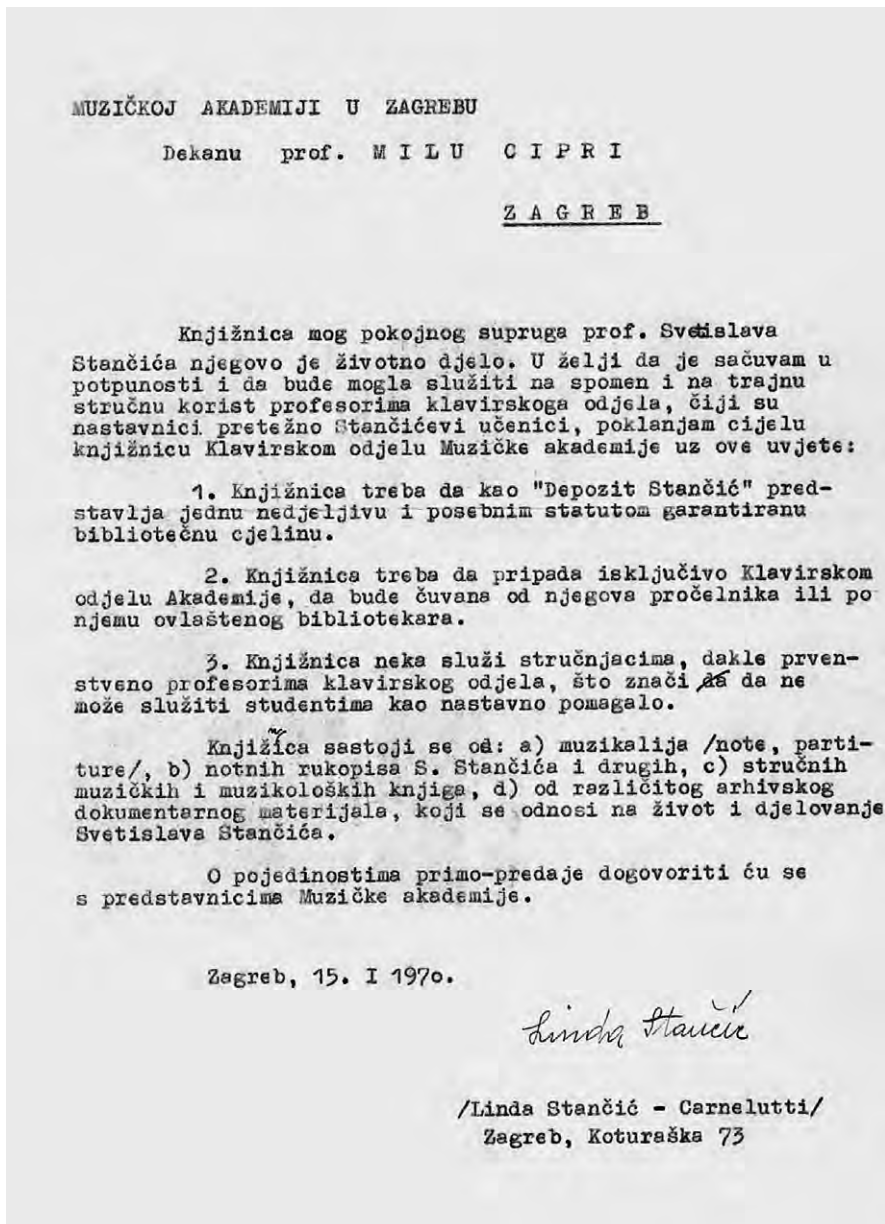 MUZIČKOJ AKADEMIJI U ZAGREBU
Dekanu prof. M I L U C I P R I
Z A G R E B
Knjižnica mog pokojnog supruga prof. Svetislava
Stančića njegovo je životno djelo. U želji da je sačuvam u
potpunosti i da bude mogla služiti na spomen i na trajnu
stručnu korist profesorima klavirskoga odjela, čiji su
nastavnici pretežno Stančićevi učenici, poklanjam cijelu
knjižnicu Klavirskom odjelu Muzičke akademije uz ove uvjete:
1. Knjižnica treba da kao "Depozit Stančić" pred-
stavlja jednu nedjeljivu i posebnim statutom garantiranu
bibliotečnu cjelinu.
2. Knjižnica treba da pripada isključivo Klavirskom
odjelu Akademije, da bude čuvana od njegova pročelnika ili po
njemu ovlaštenog bibliotekara.
3. Knjižnica neka služi stručnjacima, dakle prven-
stveno profesorima klavirskog odjela, što znači da da ne
može služiti studentima kao nastavno pomagalo.
Knjižnica sastoji se od: a) muzikalija /note, parti-
ture/, b) notnih rukopisa S. Stančića i drugih, c) stručnih
muzičkih i muzikoloških knjiga, d) od različitog arhivskog
dokumentarnog materijala, koji se odnosi na život i djelovanje
Svetislava Stančića.
O pojedinostima primo-predaje dogovoriti ću se
s predstavnicima Muzičke akademije.
Zagreb, 15. I 197o.
Linda Stančić
/Linda Stančić - Carnelutti/
Zagreb, Koturaška 73